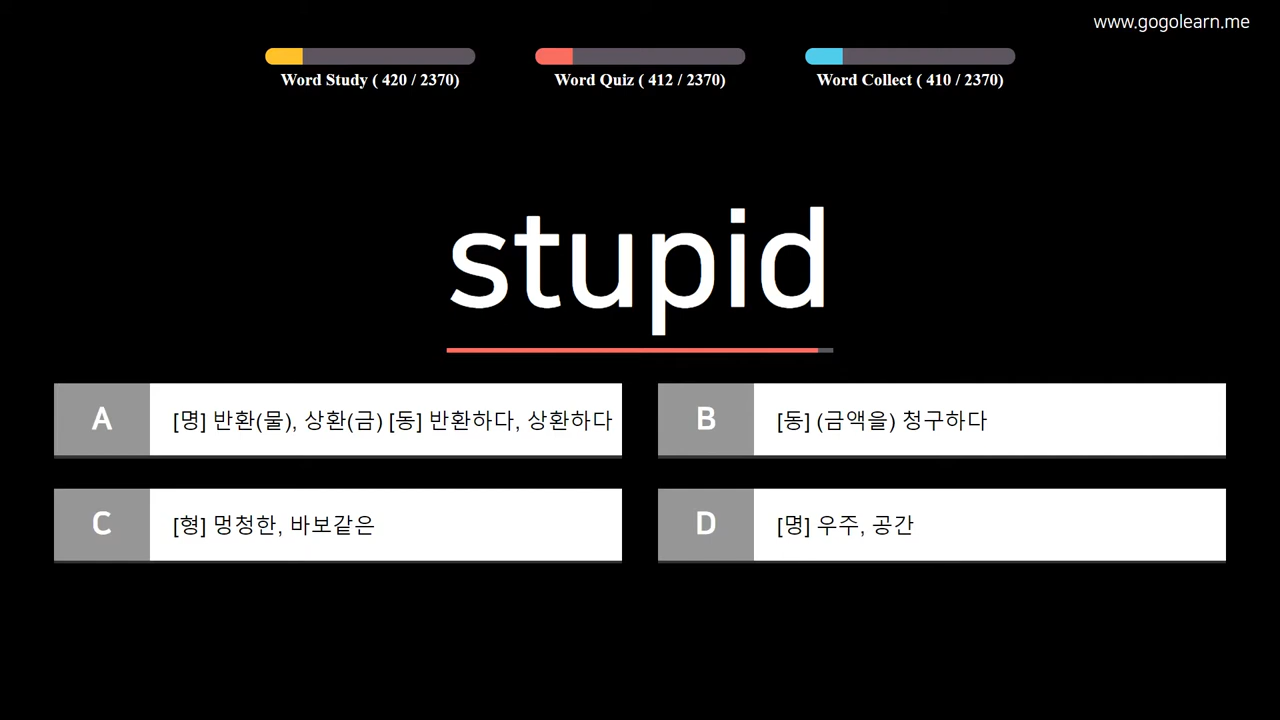 www.gogolearn.me
Word Study ( 420 / 2370)
Word Quiz ( 412 / 2370)
Word Collect ( 410 / 2370)
stupid
A [명] 반환(물), 상환(금) [동] 반환하다, 상환하다
B [동] (금액을) 청구하다
C [형] 멍청한, 바보같은
D [명] 우주, 공간